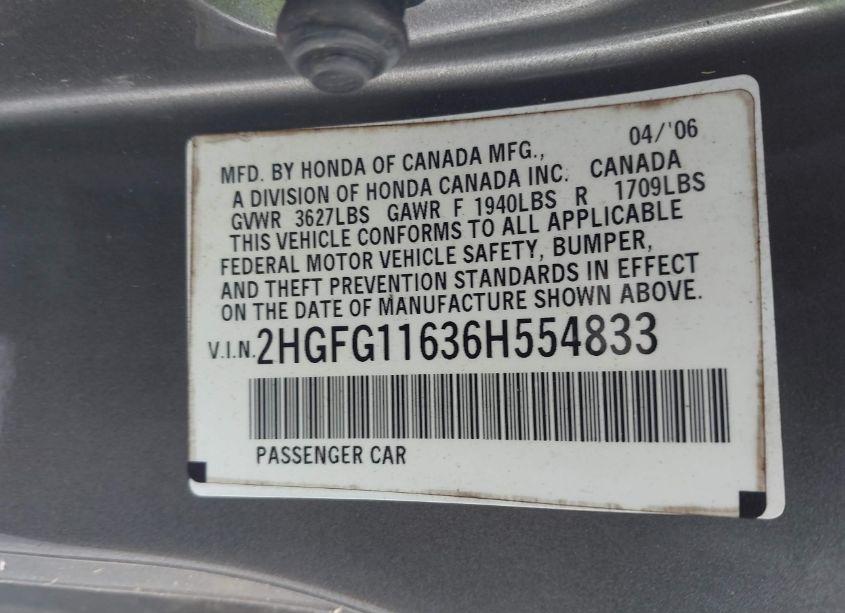 04/'06
MFD. BY HONDA OF CANADA MFG.,
A DIVISION OF HONDA CANADA INC. CANADA
GVWR 3627LBS GAWR F 1940LBS R 1709LBS
THIS VEHICLE CONFORMS TO ALL APPLICABLE
FEDERAL MOTOR VEHICLE SAFETY, BUMPER,
AND THEFT PREVENTION STANDARDS IN EFFECT
ON THE DATE OF MANUFACTURE SHOWN ABOVE.
V.I.N. 2HGFG11636H554833
PASSENGER CAR